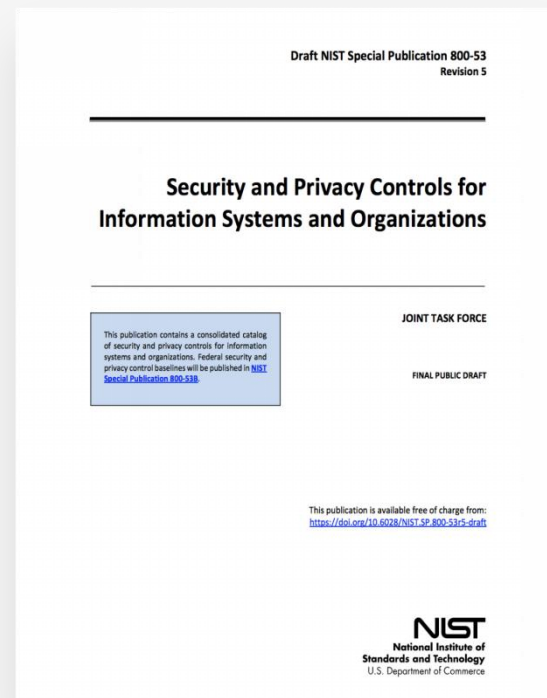 Draft NIST Special Publication 800-53
Revision 5
Security and Privacy Controls for
Information Systems and Organizations
This publication contains a consolidated catalog
of security and privacy controls for information
systems and organizations. Federal security and
privacy control baselines will be published in NIST
Special Publication 800-53B.
JOINT TASK FORCE
FINAL PUBLIC DRAFT
This publication is available free of charge from:
https://doi.org/10.6028/NIST.SP.800-53r5-draft
NIST
National Institute of
Standards and Technology
U.S. Department of Commerce